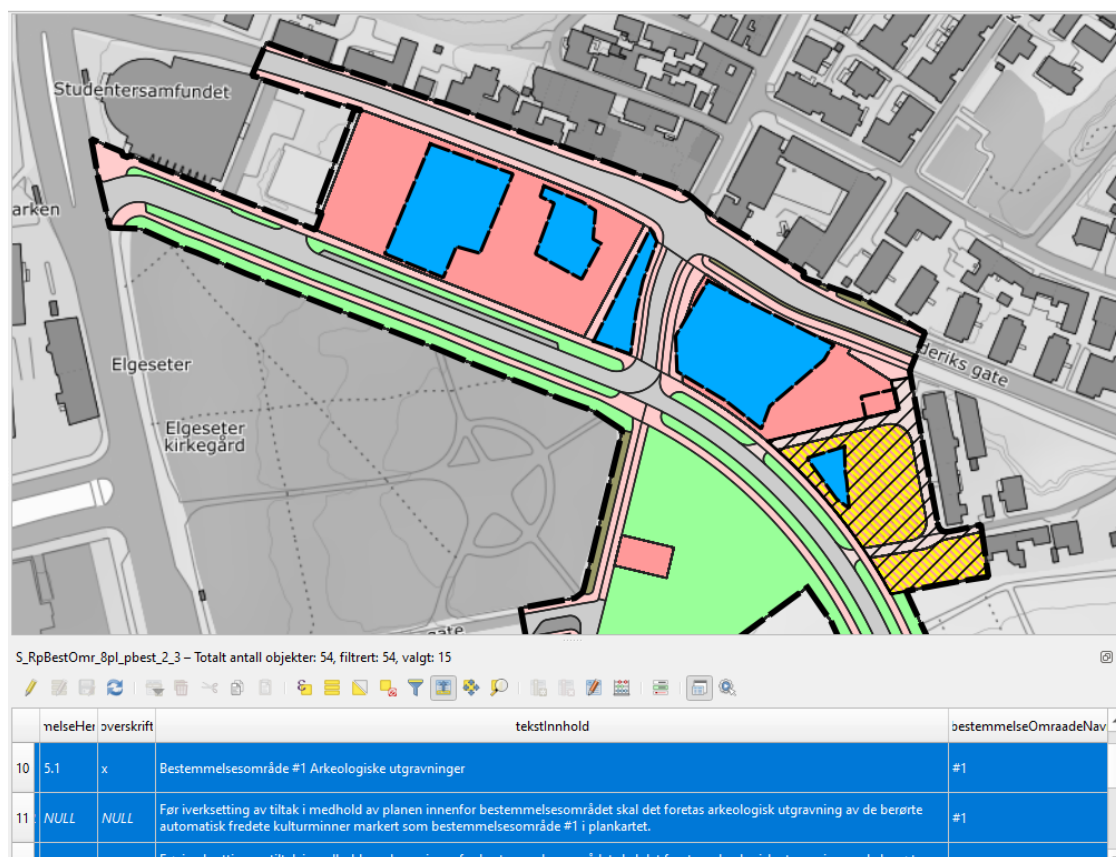 Studentersamfundet
arken
Elgeseter
Elgeseter
kirkegård
deriks gate
gate
S_RpBestOmr_8pl_pbest_2_3 – Totalt antall objekter: 54, filtrert: 54, valgt: 15
nelseHer overskrift tekstInnhold bestemmelseOmraadeNav
10 5.1 x Bestemmelsesområde #1 Arkeologiske utgravninger #1
11 NULL NULL Før iverksetting av tiltak i medhold av planen innenfor bestemmelsesområdet skal det foretas arkeologisk utgravning av de berørte #1
automatisk fredete kulturminner markert som bestemmelsesområde #1 i plankartet.